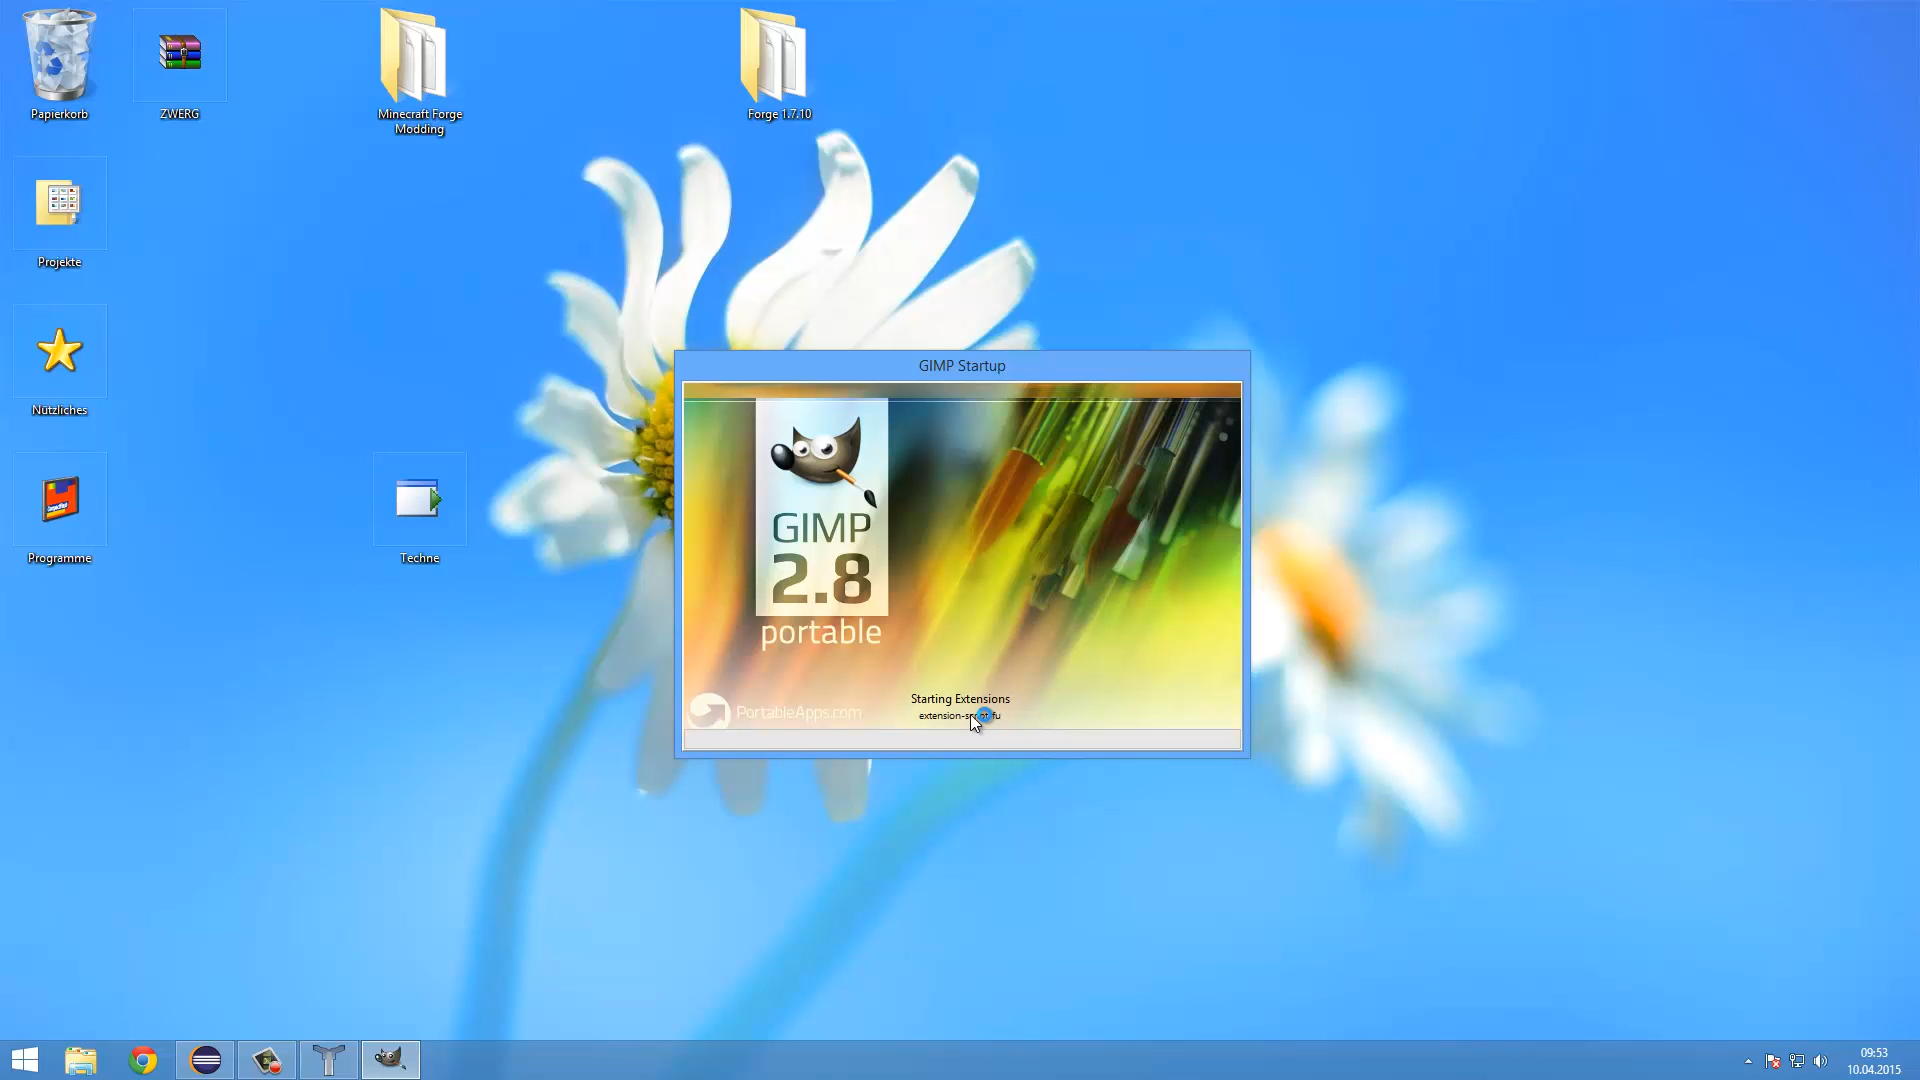 Papierkorb
ZWERG
Minecraft Forge
Modding
Forge 1.7.10
Projekte
Nützliches
Programme
Techne
GIMP Startup
GIMP
2.8
portable
PortableApps.com
Starting Extensions
09:53
10.04.2015